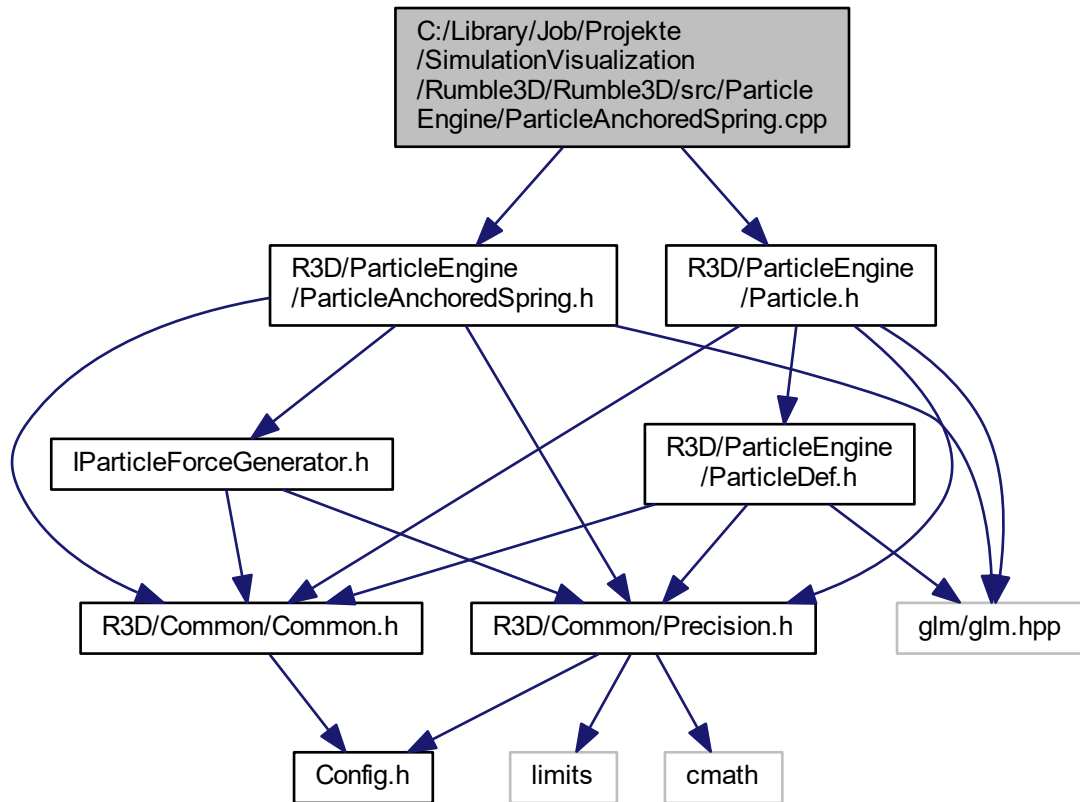 C:/Library/Job/Projekte
/SimulationVisualization
/Rumble3D/Rumble3D/src/Particle
Engine/ParticleAnchoredSpring.cpp
R3D/ParticleEngine
/ParticleAnchoredSpring.h
R3D/ParticleEngine
/Particle.h
IParticleForceGenerator.h
R3D/ParticleEngine
/ParticleDef.h
R3D/Common/Common.h
R3D/Common/Precision.h
glm/glm.hpp
Config.h
limits
cmath